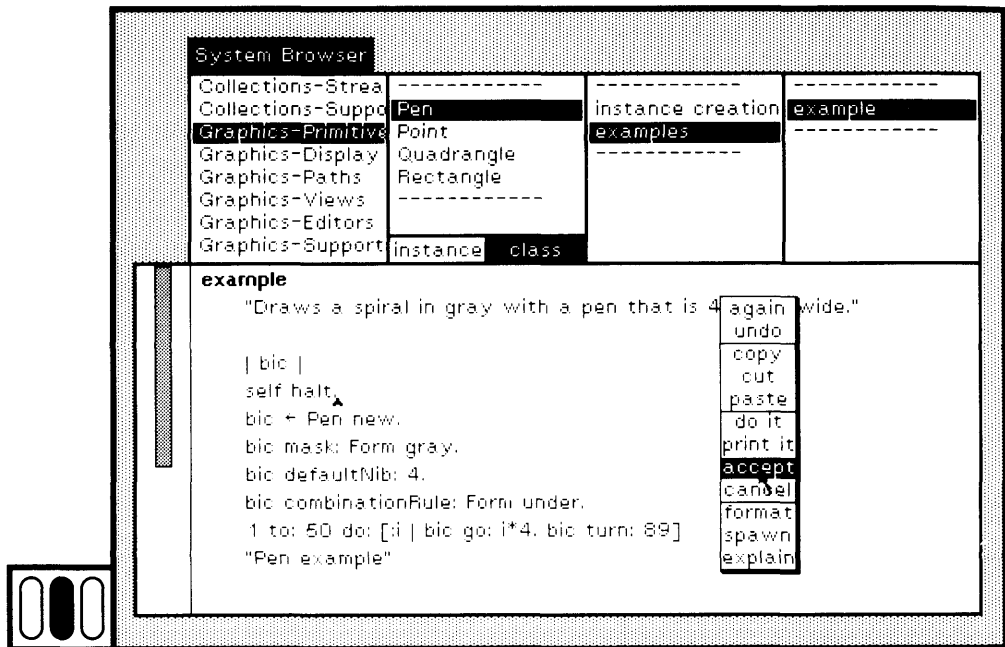 System Browser
Collections-Strea
Collections-Suppo
Graphics-Primitive
Graphics-Display
Graphics-Paths
Graphics-Views
Graphics-Editors
Graphics-Support
------------
Pen
Point
Quadrangle
Rectangle
------------
instance class
------------
instance creation
examples
------------
------------
example
------------
example
"Draws a spiral in gray with a pen that is 4 wide."
| bic |
self halt.
bic ← Pen new.
bic mask: Form gray.
bic defaultNib: 4.
bic combinationRule: Form under.
1 to: 50 do: [:i | bic go: i*4. bic turn: 89]
"Pen example"
again
undo
copy
cut
paste
do it
print it
accept
cancel
format
spawn
explain